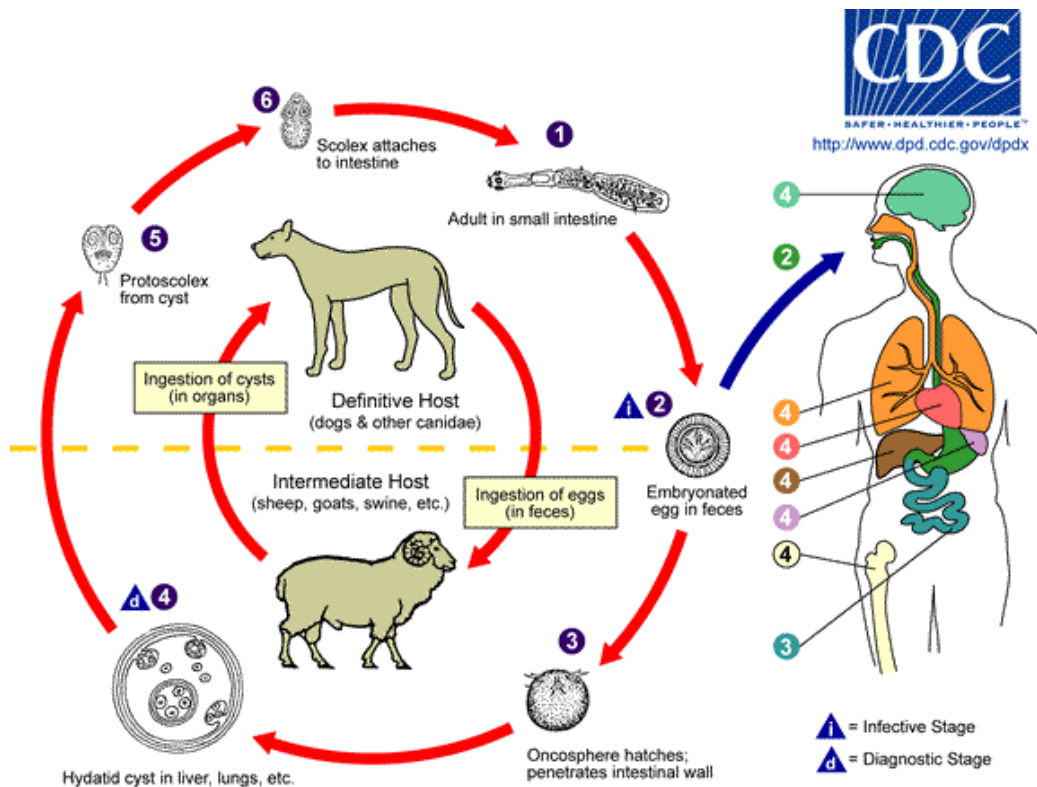 CDC
SAFER • HEALTHIER • PEOPLE™
http://www.dpd.cdc.gov/dpdx
6
Scolex attaches
to intestine
1
Adult in small intestine
5
Protoscolex
from cyst
Ingestion of cysts
(in organs)
Definitive Host
(dogs & other canidae)
Intermediate Host
(sheep, goats, swine, etc.)
Ingestion of eggs
(in feces)
i 2
Embryonated
egg in feces
d 4
Hydatid cyst in liver, lungs, etc.
3
Oncosphere hatches;
penetrates intestinal wall
4
2
4
4
4
4
4
3
i = Infective Stage
d = Diagnostic Stage